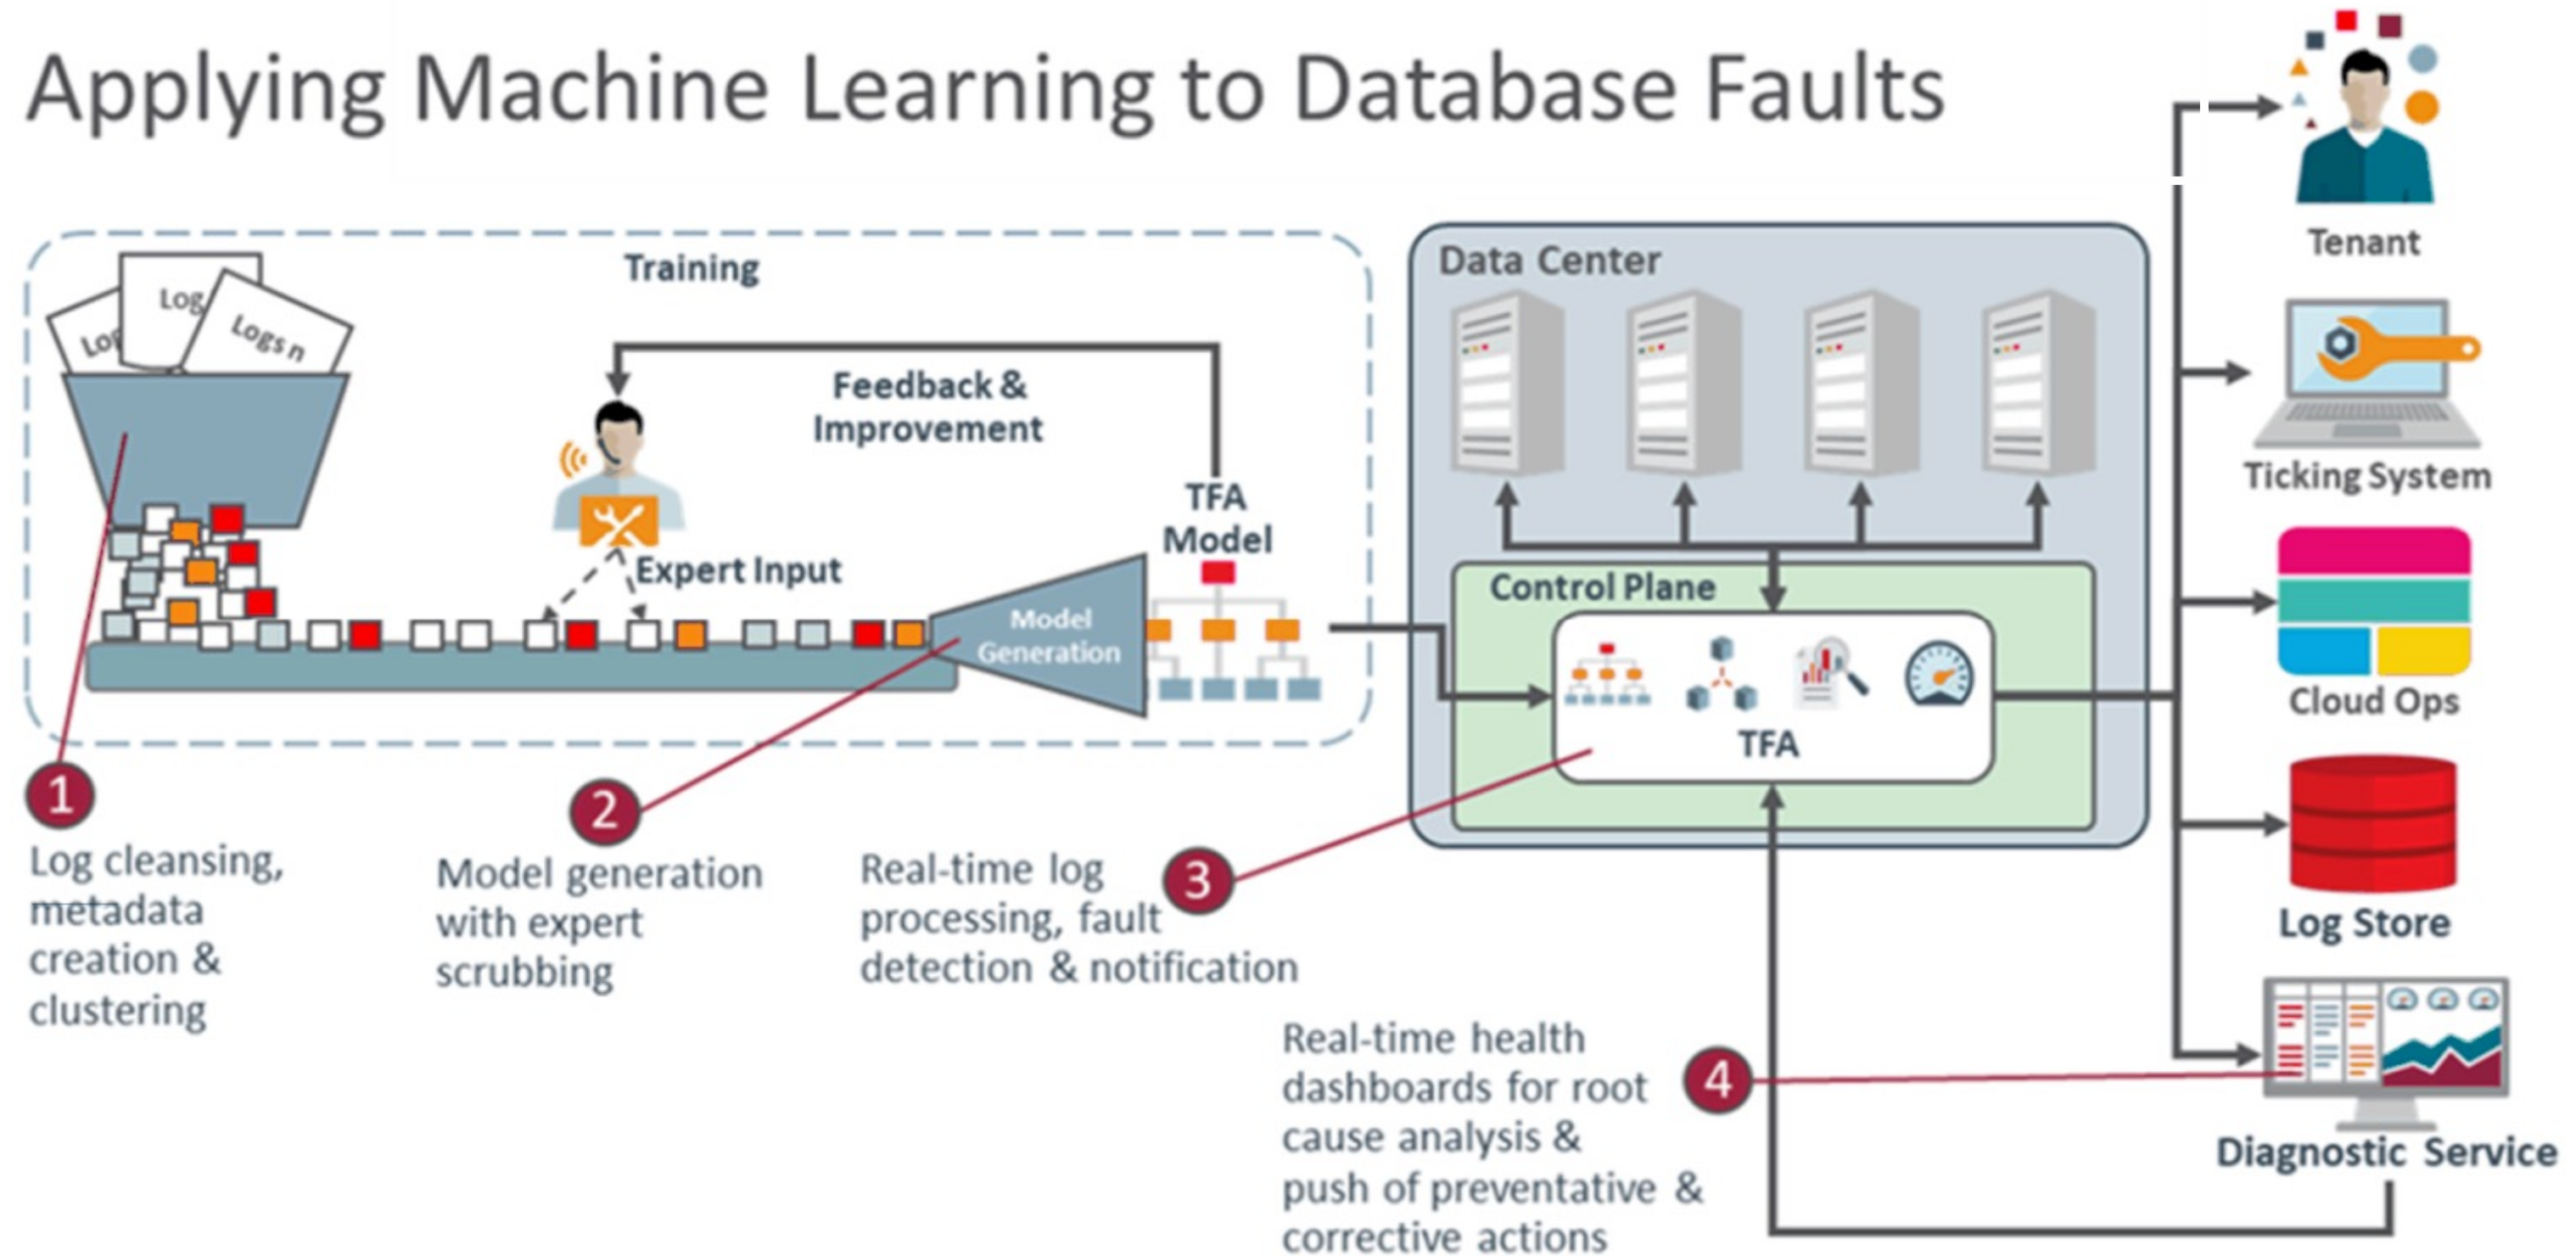 Applying Machine Learning to Database Faults
Training
Log
Log
Logs n
Feedback &
Improvement
Expert Input
TFA
Model
Model
Generation
1
Log cleansing,
metadata
creation &
clustering
2
Model generation
with expert
scrubbing
3
Real-time log
processing, fault
detection & notification
4
Real-time health
dashboards for root
cause analysis &
push of preventative &
corrective actions
Data Center
Control Plane
TFA
Tenant
Ticking System
Cloud Ops
Log Store
Diagnostic Service